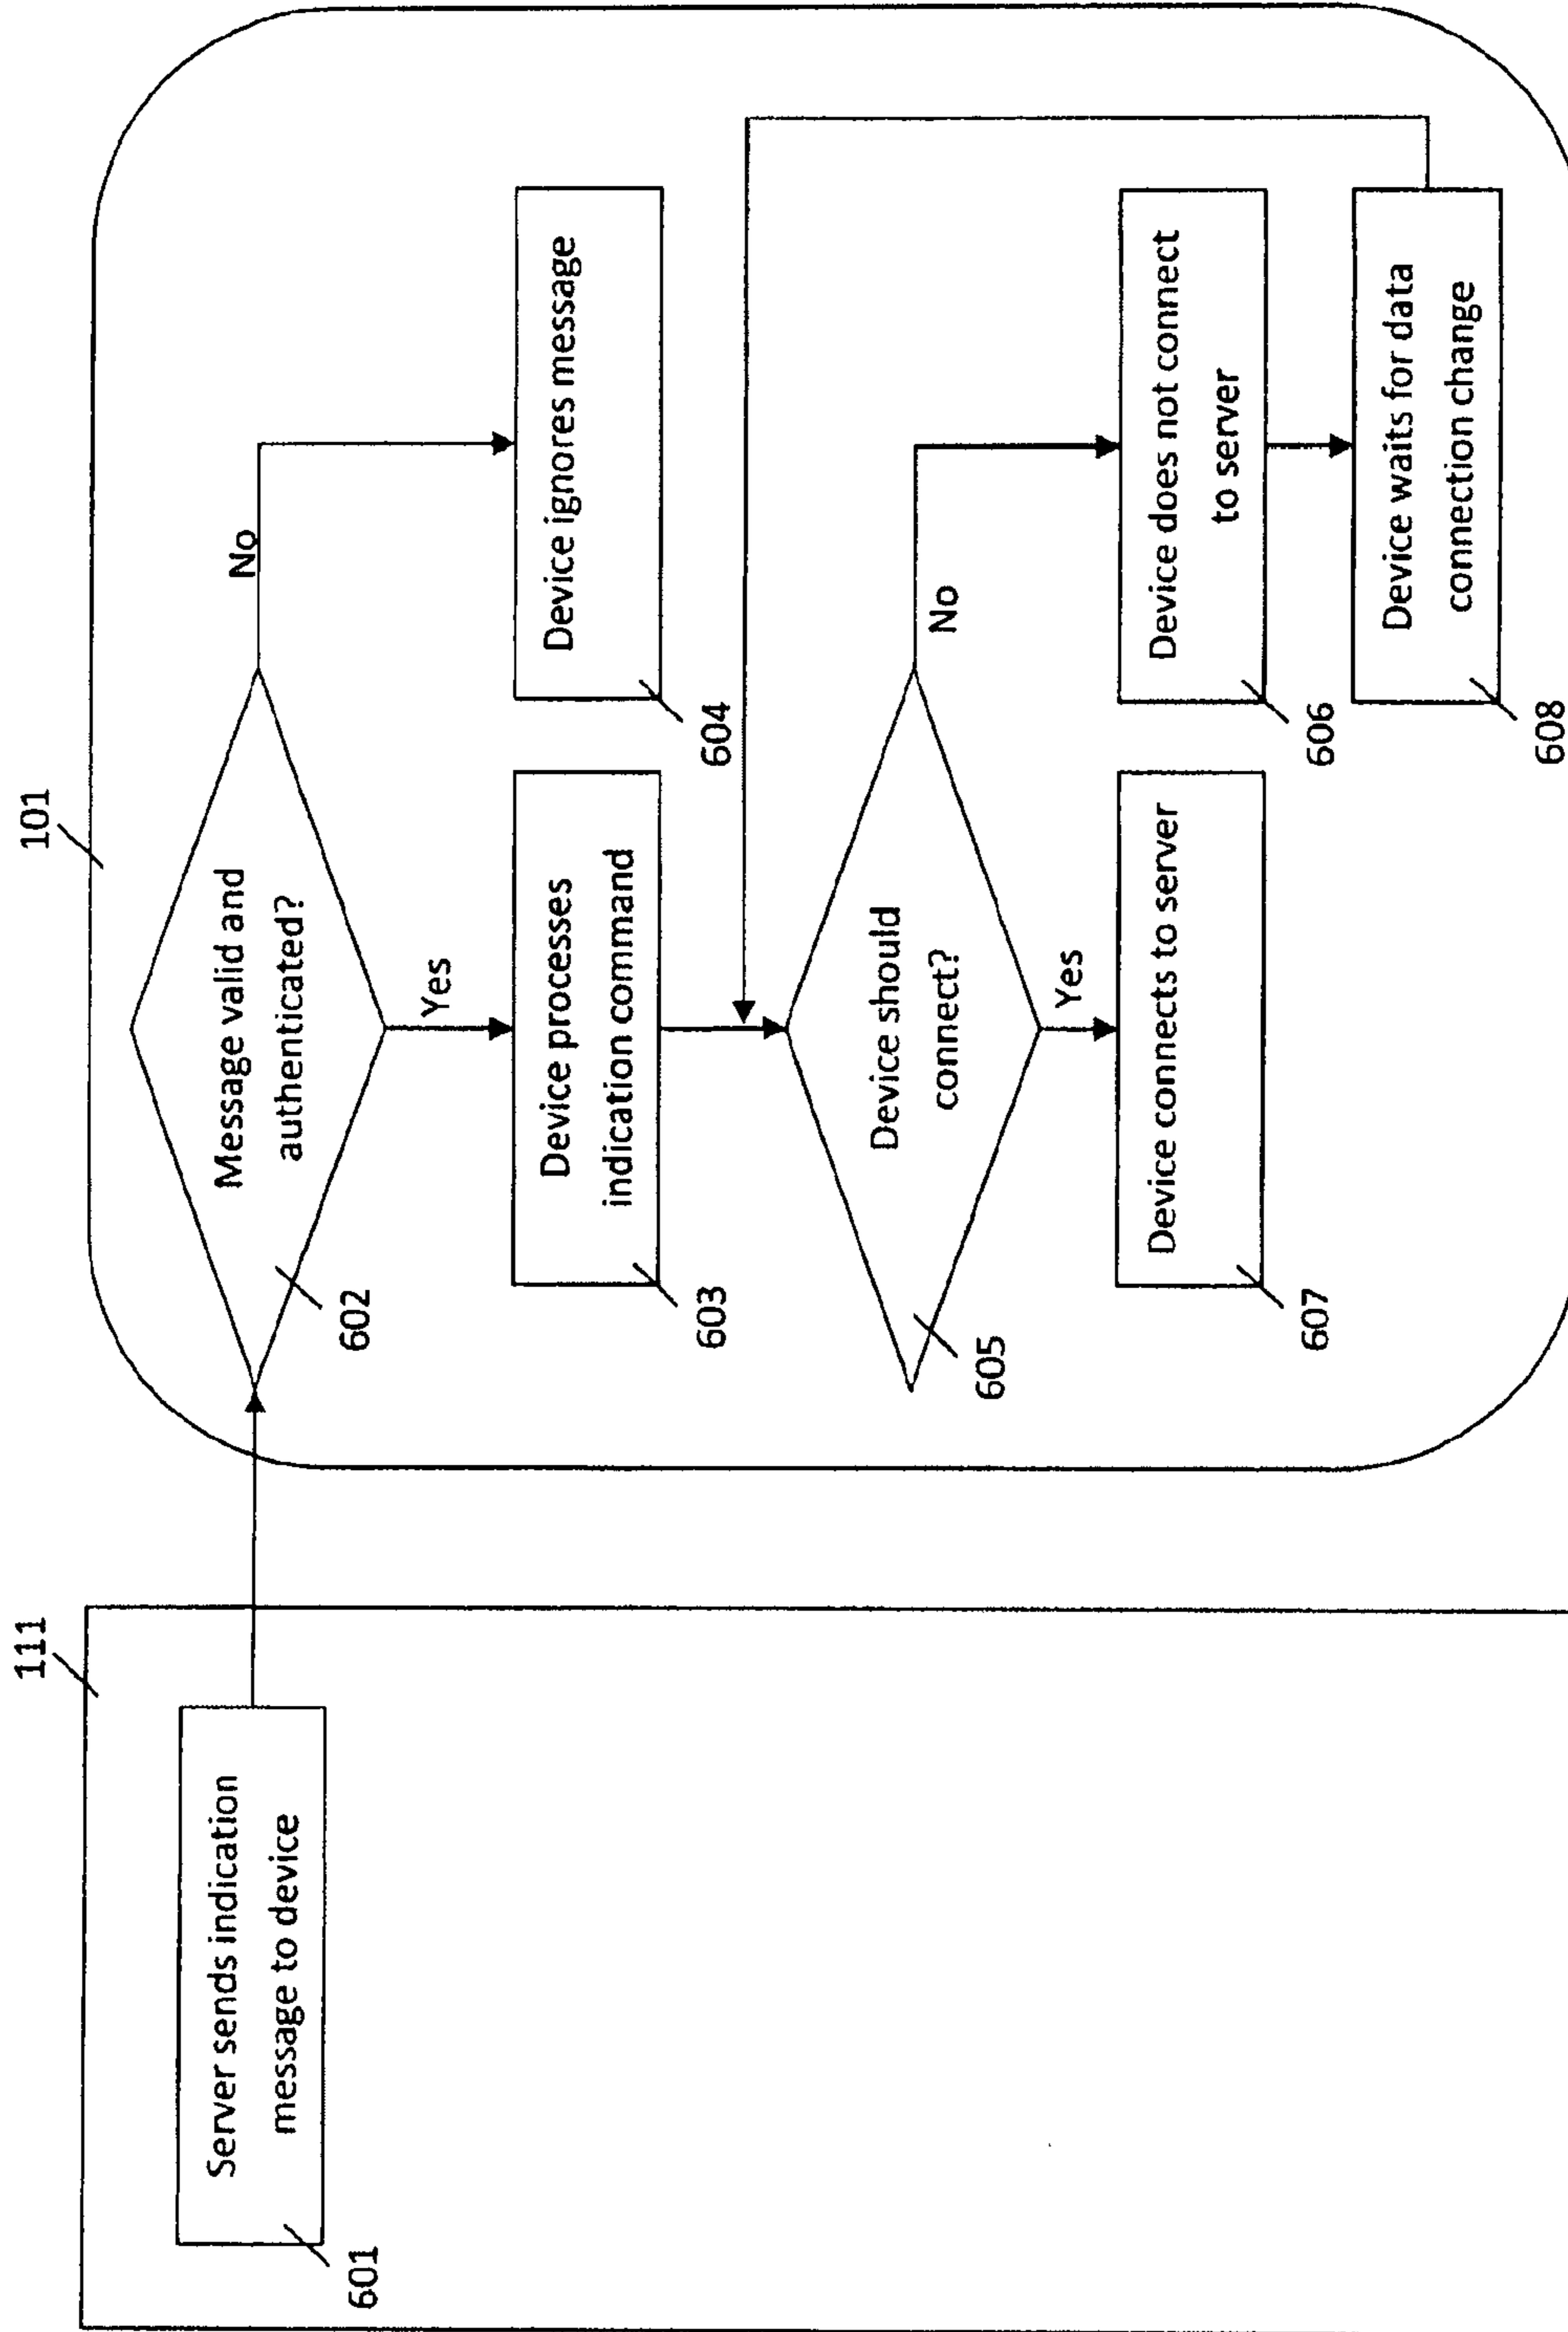 111
Server sends indication
message to device
601
101
Message valid and
authenticated?
602
No
Yes
Device processes
indication command
603
Device ignores message
604
Device should
connect?
605
No
Yes
Device connects to server
607
Device does not connect
to server
606
Device waits for data
connection change
608